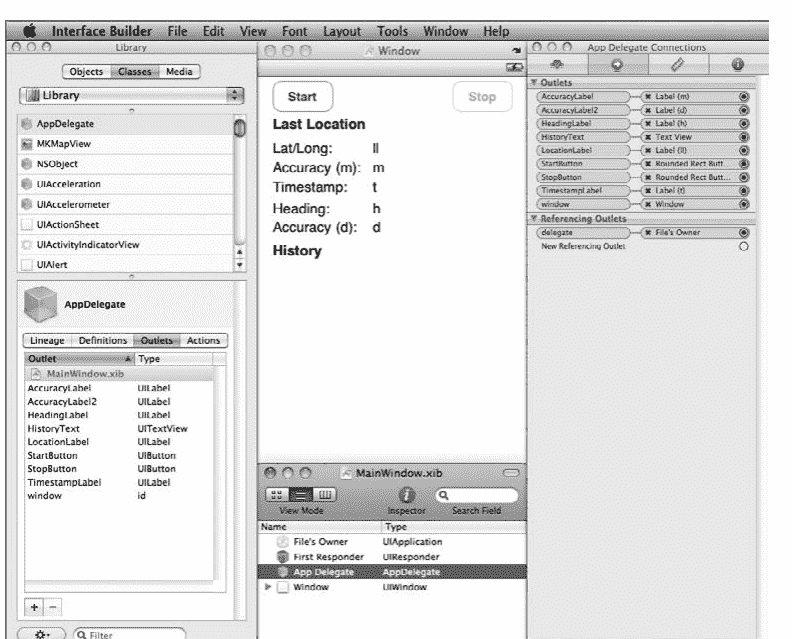 Interface Builder File Edit View Font Layout Tools Window Help
Library
Objects Classes Media
Library
AppDelegate
MKMapView
NSObject
UIAcceleration
UIAccelerometer
UIActionSheet
UIActivityIndicatorView
UIAlert
AppDelegate
Lineage Definitions Outlets Actions
Outlet Type
MainWindow.xib
AccuracyLabel UILabel
AccuracyLabel2 UILabel
HeadingLabel UILabel
HistoryText UITextView
LocationLabel UILabel
StartButton UIButton
StopButton UIButton
TimestampLabel UILabel
window id
+ −
Filter
Window
Start Stop
Last Location
Lat/Long: ll
Accuracy (m): m
Timestamp: t
Heading: h
Accuracy (d): d
History
MainWindow.xib
View Mode Inspector Search Field
Name Type
File's Owner UIApplication
First Responder UIResponder
App Delegate AppDelegate
Window UIWindow
App Delegate Connections
Outlets
AccuracyLabel Label (m)
AccuracyLabel2 Label (d)
HeadingLabel Label (h)
HistoryText Text View
LocationLabel Label (ll)
StartButton Rounded Rect Butt...
StopButton Rounded Rect Butt...
TimestampLabel Label (t)
window Window
Referencing Outlets
delegate File's Owner
New Referencing Outlet